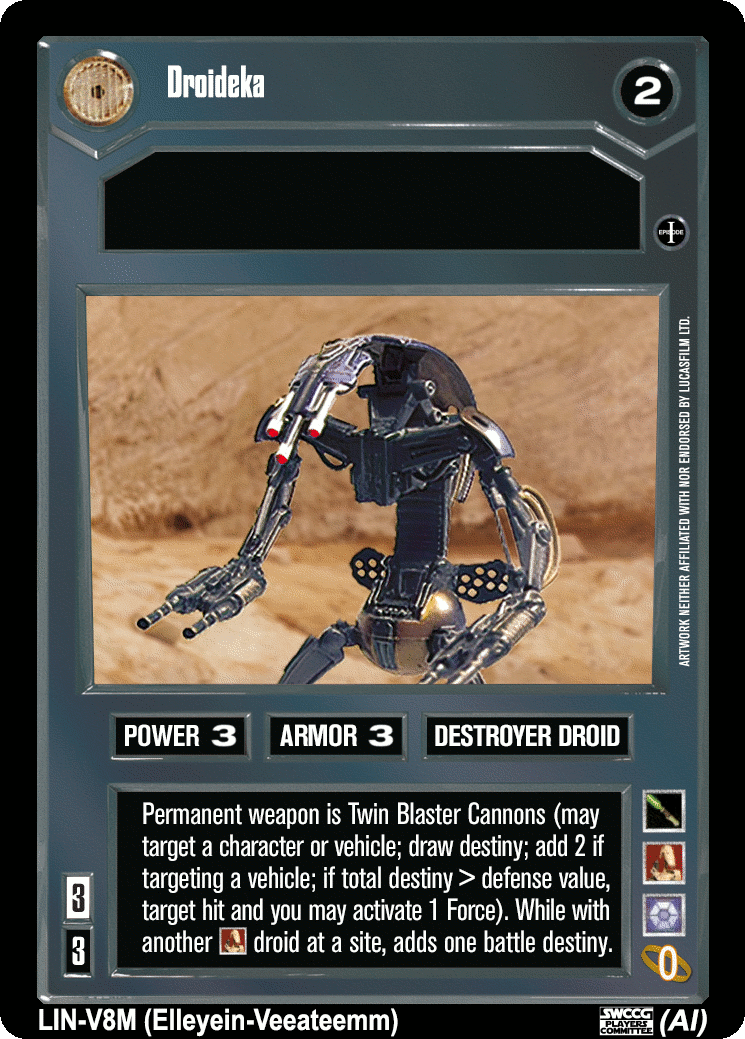 Droideka
2
EPISODE
I
ARTWORK NEITHER AFFILIATED WITH NOR ENDORSED BY LUCASFILM LTD.
POWER 3
ARMOR 3
DESTROYER DROID
Permanent weapon is Twin Blaster Cannons (may
target a character or vehicle; draw destiny; add 2 if
targeting a vehicle; if total destiny > defense value,
target hit and you may activate 1 Force). While with
another droid at a site, adds one battle destiny.
3
3
0
LIN-V8M (Elleyein-Veeateemm)
SWCCG
PLAYERS
COMMITTEE
(AI)